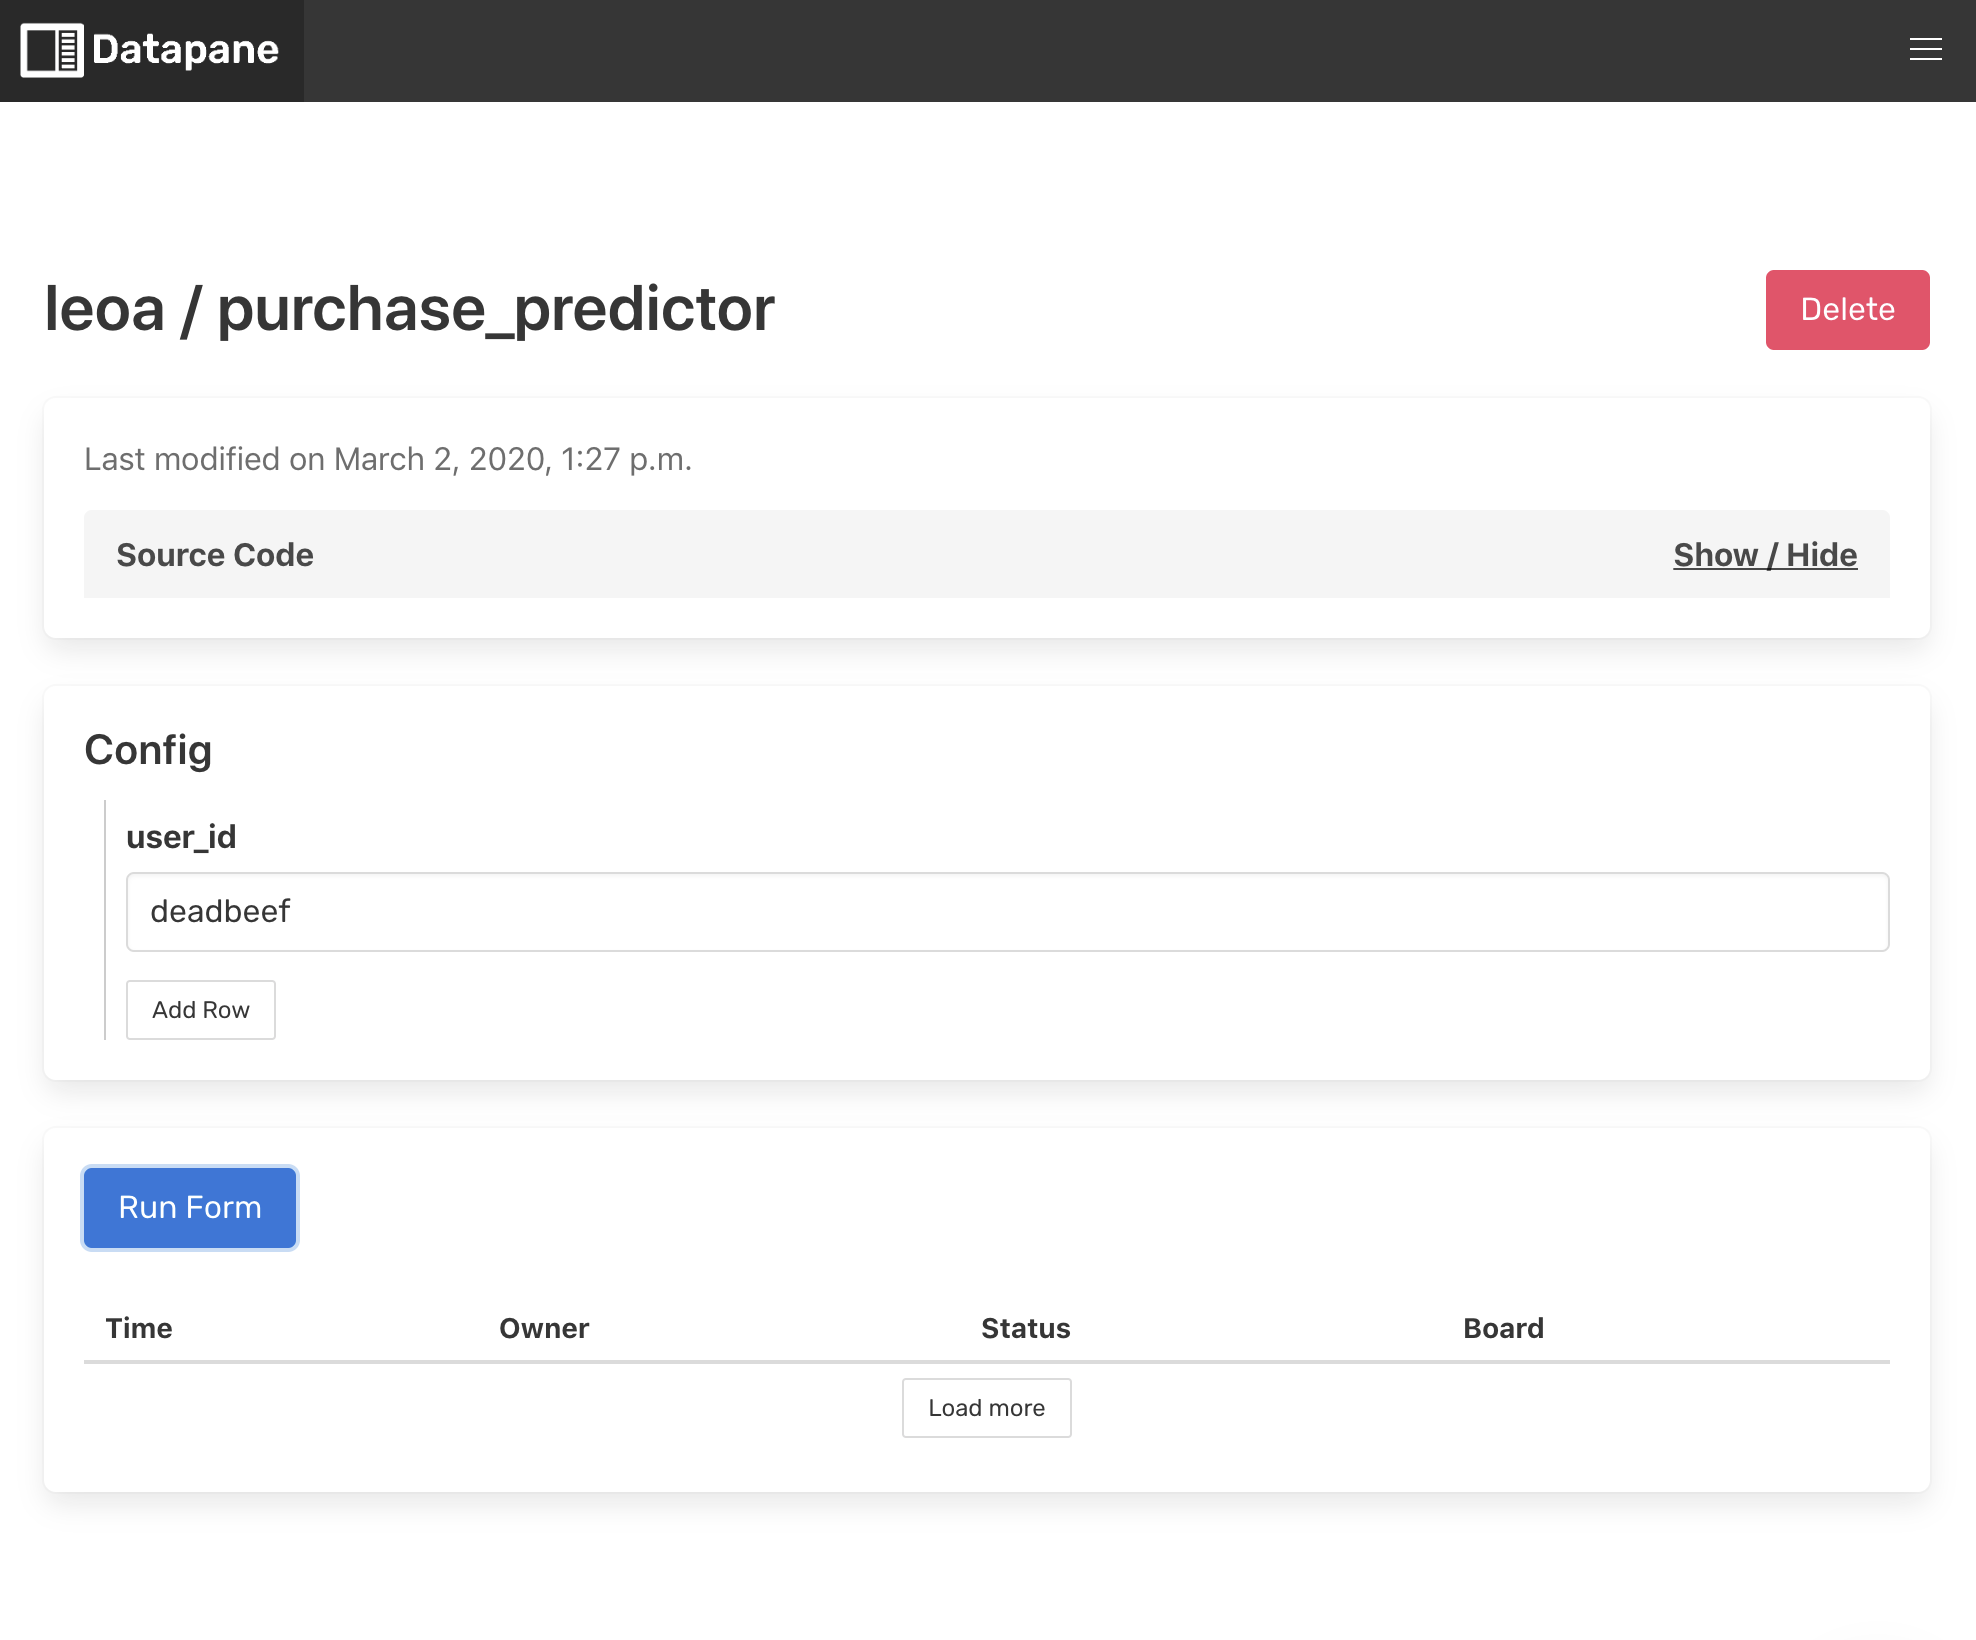 Datapane
leoa / purchase_predictor
Delete
Last modified on March 2, 2020, 1:27 p.m.
Source Code
Show / Hide
Config
user_id
deadbeef
Add Row
Run Form
Time Owner Status Board
Load more